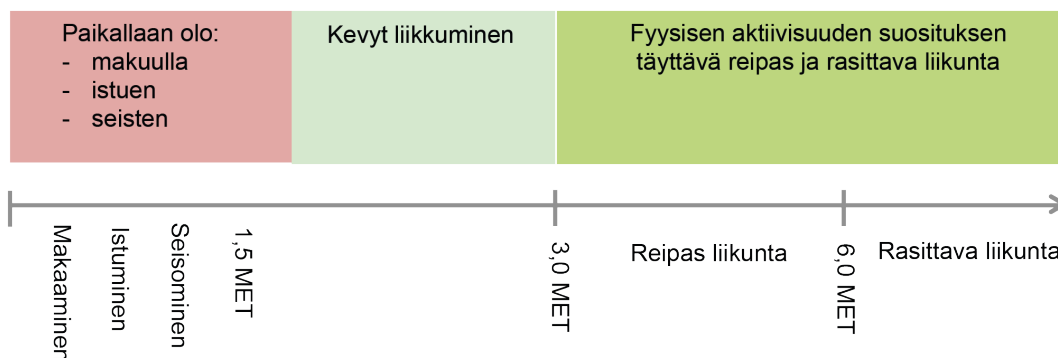 Paikallaan olo:
- makuulla
- istuen
- seisten
Kevyt liikkuminen
Fyysisen aktiivisuuden suosituksen
täyttävä reipas ja rasittava liikunta
Makaaminen
Istuminen
Seisominen
1,5 MET
3,0 MET
Reipas liikunta
6,0 MET
Rasittava liikunta